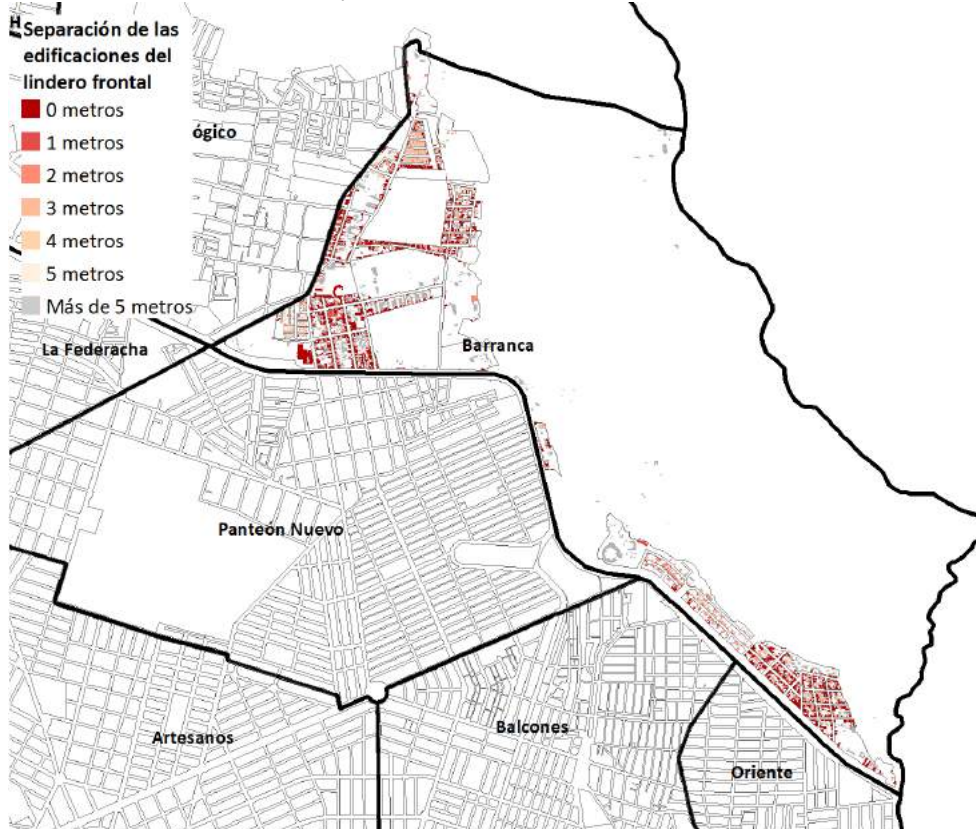 Separación de las
edificaciones del
lindero frontal
0 metros
1 metros
2 metros
3 metros
4 metros
5 metros
Más de 5 metros
ógico
La Federacha
Barranca
Panteón Nuevo
Artesanos
Balcones
Oriente